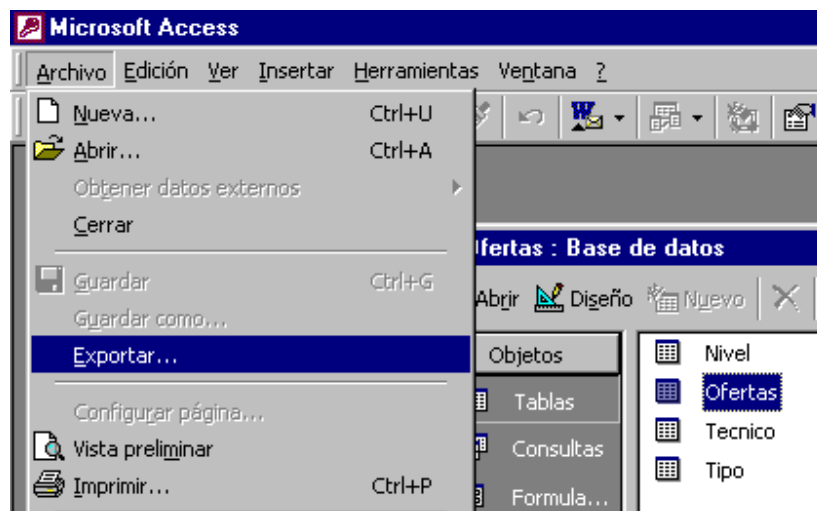 Microsoft Access
Archivo Edición Ver Insertar Herramientas Ventana ?
Nueva... Ctrl+U
Abrir... Ctrl+A
Obtener datos externos
Cerrar
Ofertas : Base de datos
Guardar Ctrl+G
Abrir Diseño Nuevo
Guardar como...
Exportar...
Objetos
Nivel
Configurar página...
Tablas
Ofertas
Vista preliminar
Consultas
Tecnico
Imprimir... Ctrl+P
Formula...
Tipo